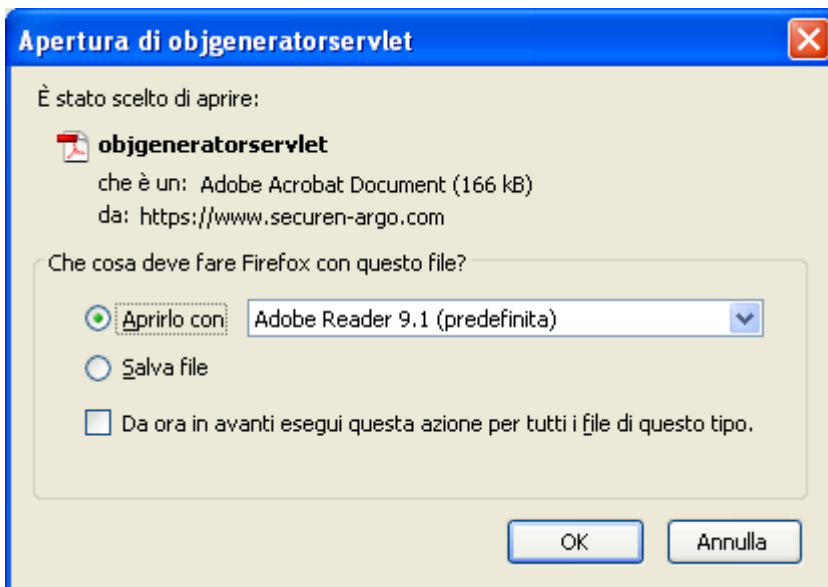 Apertura di objgeneratorservlet
È stato scelto di aprire:
objgeneratorservlet
che è un: Adobe Acrobat Document (166 kB)
da: https://www.securen-argo.com
Che cosa deve fare Firefox con questo file?
Aprirlo con Adobe Reader 9.1 (predefinita)
Salva file
Da ora in avanti esegui questa azione per tutti i file di questo tipo.
OK Annulla